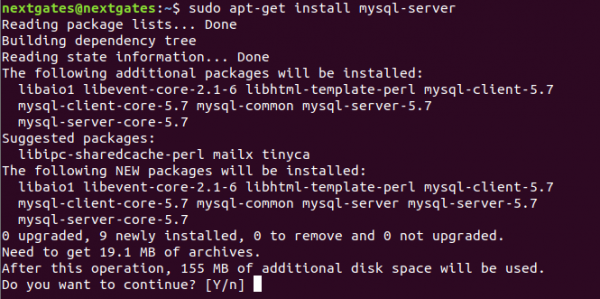 nextgates@nextgates:~$ sudo apt-get install mysql-server
Reading package lists... Done
Building dependency tree
Reading state information... Done
The following additional packages will be installed:
  libaio1 libevent-core-2.1-6 libhtml-template-perl mysql-client-5.7
  mysql-client-core-5.7 mysql-common mysql-server-5.7
  mysql-server-core-5.7
Suggested packages:
  libipc-sharedcache-perl mailx tinyca
The following NEW packages will be installed:
  libaio1 libevent-core-2.1-6 libhtml-template-perl mysql-client-5.7
  mysql-client-core-5.7 mysql-common mysql-server mysql-server-5.7
  mysql-server-core-5.7
0 upgraded, 9 newly installed, 0 to remove and 0 not upgraded.
Need to get 19.1 MB of archives.
After this operation, 155 MB of additional disk space will be used.
Do you want to continue? [Y/n]